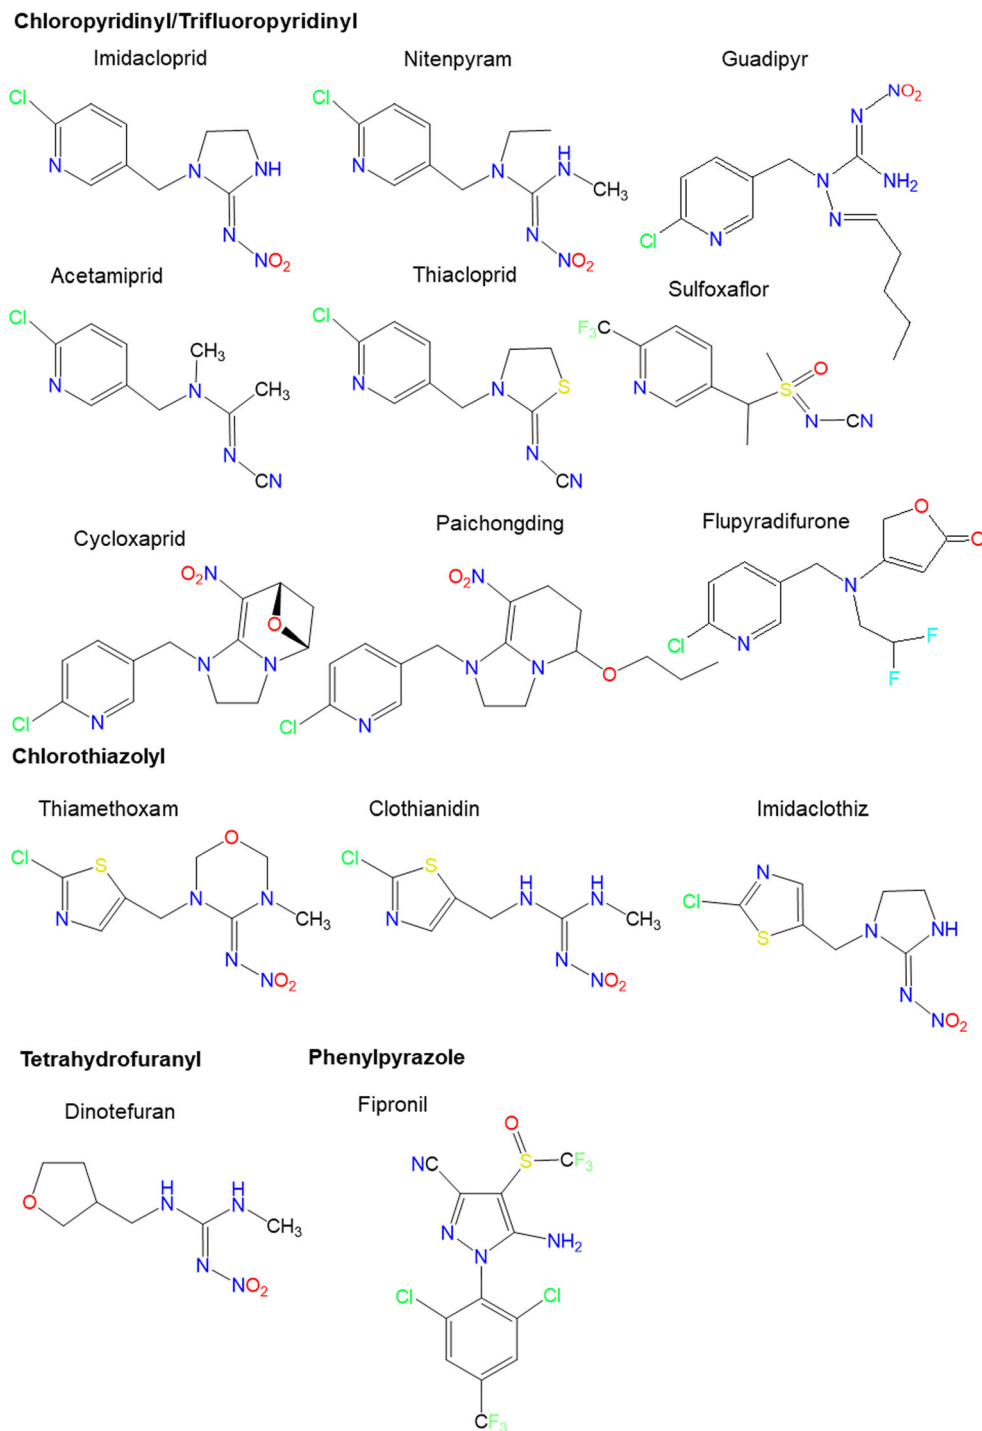 Chloropyridinyl/Trifluoropyridinyl
Imidacloprid
Cl
N
N
NH
N
NO2
Nitenpyram
Cl
N
N
H
N
CH3
N
NO2
Guadipyr
NO2
N
N
NH2
N
Cl
N
Acetamiprid
Cl
CH3
N
N
CH3
N
CN
Thiacloprid
Cl
N
N
S
N
CN
Sulfoxaflor
F3C
O
N
S
N
CN
Cycloxaprid
O2N
O
N
N
Cl
N
Paichongding
O2N
N
N
O
Cl
N
Flupyradifurone
O
O
N
F
Cl
N
F
Chlorothiazolyl
Thiamethoxam
O
Cl
S
N
N
N
CH3
N
NO2
Clothianidin
Cl
S
H
N
H
N
N
CH3
N
NO2
Imidaclothiz
N
Cl
S
N
NH
N
NO2
Tetrahydrofuranyl
Dinotefuran
H
N
H
N
O
CH3
N
NO2
Phenylpyrazole
Fipronil
O
NC
S
CF3
N
N
NH2
Cl
Cl
CF3